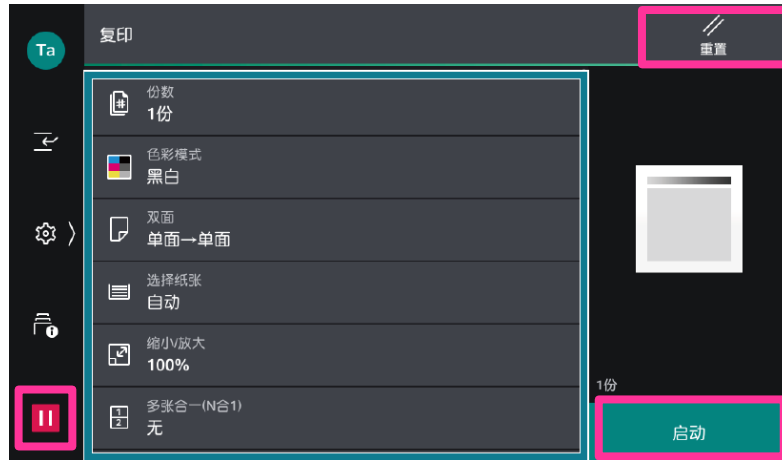 Ta
复印
重置
份数
1份
色彩模式
黑白
双面
单面→单面
选择纸张
自动
缩小/放大
100%
多张合一(N合1)
无
1份
启动